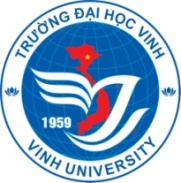 TRƯỜNG ĐẠI HỌC VINH
1959
VINH UNIVERSITY